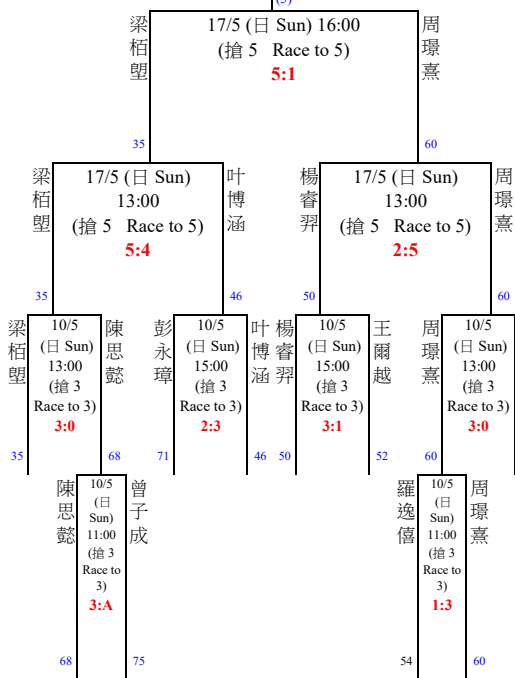 (5)
梁栢塱
17/5 (日 Sun) 16:00
(搶 5 Race to 5)
5:1
周璟熹
35
60
梁栢塱
17/5 (日 Sun)
13:00
(搶 5 Race to 5)
5:4
叶博涵
楊睿羿
17/5 (日 Sun)
13:00
(搶 5 Race to 5)
2:5
周璟熹
35
46
50
60
梁栢塱
10/5
(日 Sun)
13:00
(搶 3
Race to 3)
3:0
陳思懿
彭永璋
10/5
(日 Sun)
15:00
(搶 3
Race to 3)
2:3
叶博涵
楊睿羿
10/5
(日 Sun)
15:00
(搶 3
Race to 3)
3:1
王爾越
周璟熹
10/5
(日 Sun)
13:00
(搶 3
Race to 3)
3:0
35
68
71
46
50
52
60
陳思懿
10/5
(日
Sun)
11:00
(搶 3
Race to
3)
3:A
曾子成
羅逸僖
10/5
(日
Sun)
11:00
(搶 3
Race to
3)
1:3
周璟熹
68
75
54
60